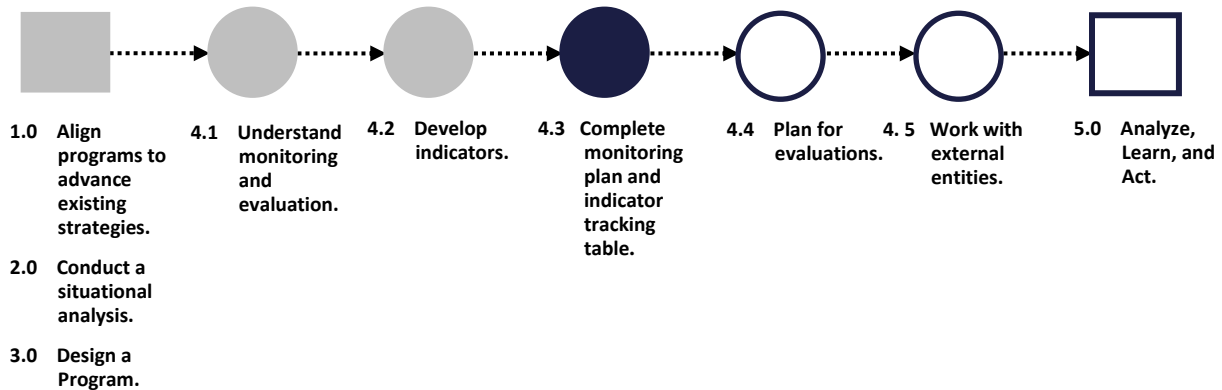 1.0 Align
programs to
advance
existing
strategies.
2.0 Conduct a
situational
analysis.
3.0 Design a
Program.
4.1 Understand
monitoring
and
evaluation.
4.2 Develop
indicators.
4.3 Complete
monitoring
plan and
indicator
tracking
table.
4.4 Plan for
evaluations.
4. 5 Work with
external
entities.
5.0 Analyze,
Learn, and
Act.